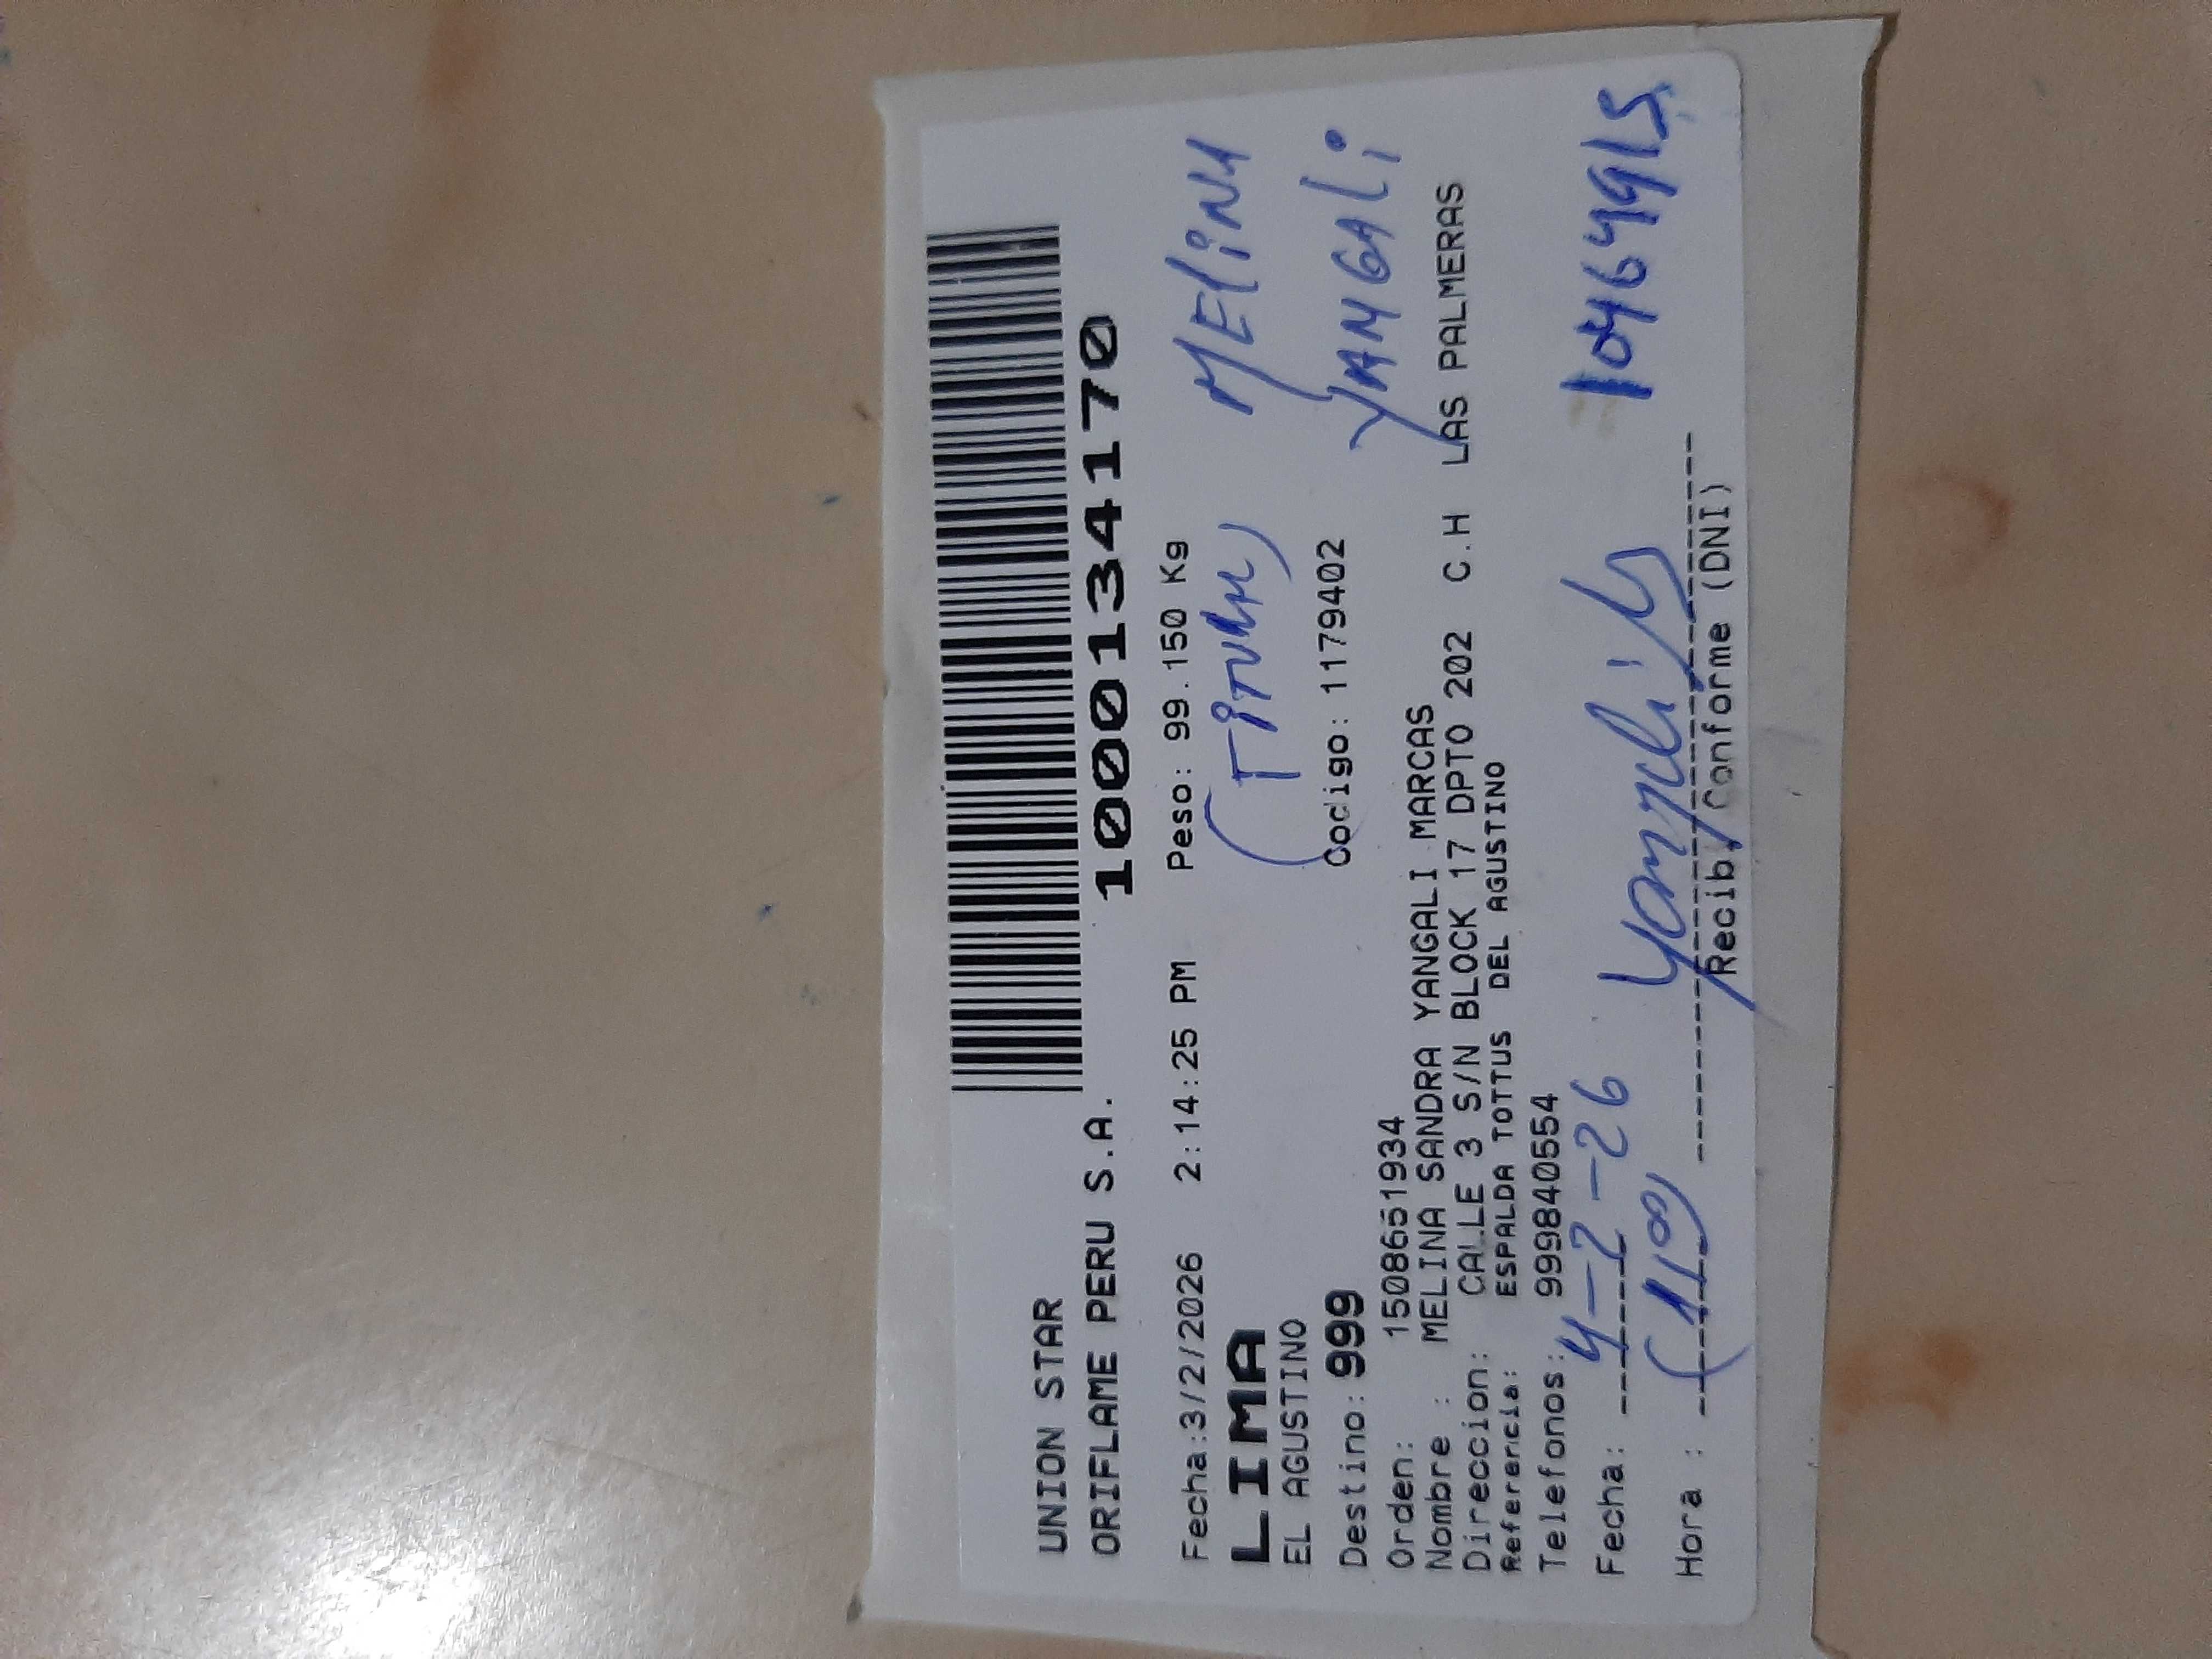 UNION STAR
ORIFLAME PERU S.A.
1000134170
Fecha:3/2/2026 2:14:25 PM Peso: 99.150 Kg
LIMA
EL AGUSTINO
(TITULAR) MELINA
Destino: 999 Codigo: 1179402
YANGALI
Orden: 1508651934
Nombre : MELINA SANDRA YANGALI MARCAS
Direccion: CALLE 3 S/N BLOCK 17 DPTO 202 C.H LAS PALMERAS
Referencia: ESPALDA TOTTUS DEL AGUSTINO
Telefonos: 999840554
Fecha: 4-2-26
Hora :
Recibi Conforme (DNI)